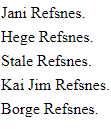 Jani Refsnes.
Hege Refsnes.
Stale Refsnes.
Kai Jim Refsnes.
Borge Refsnes.